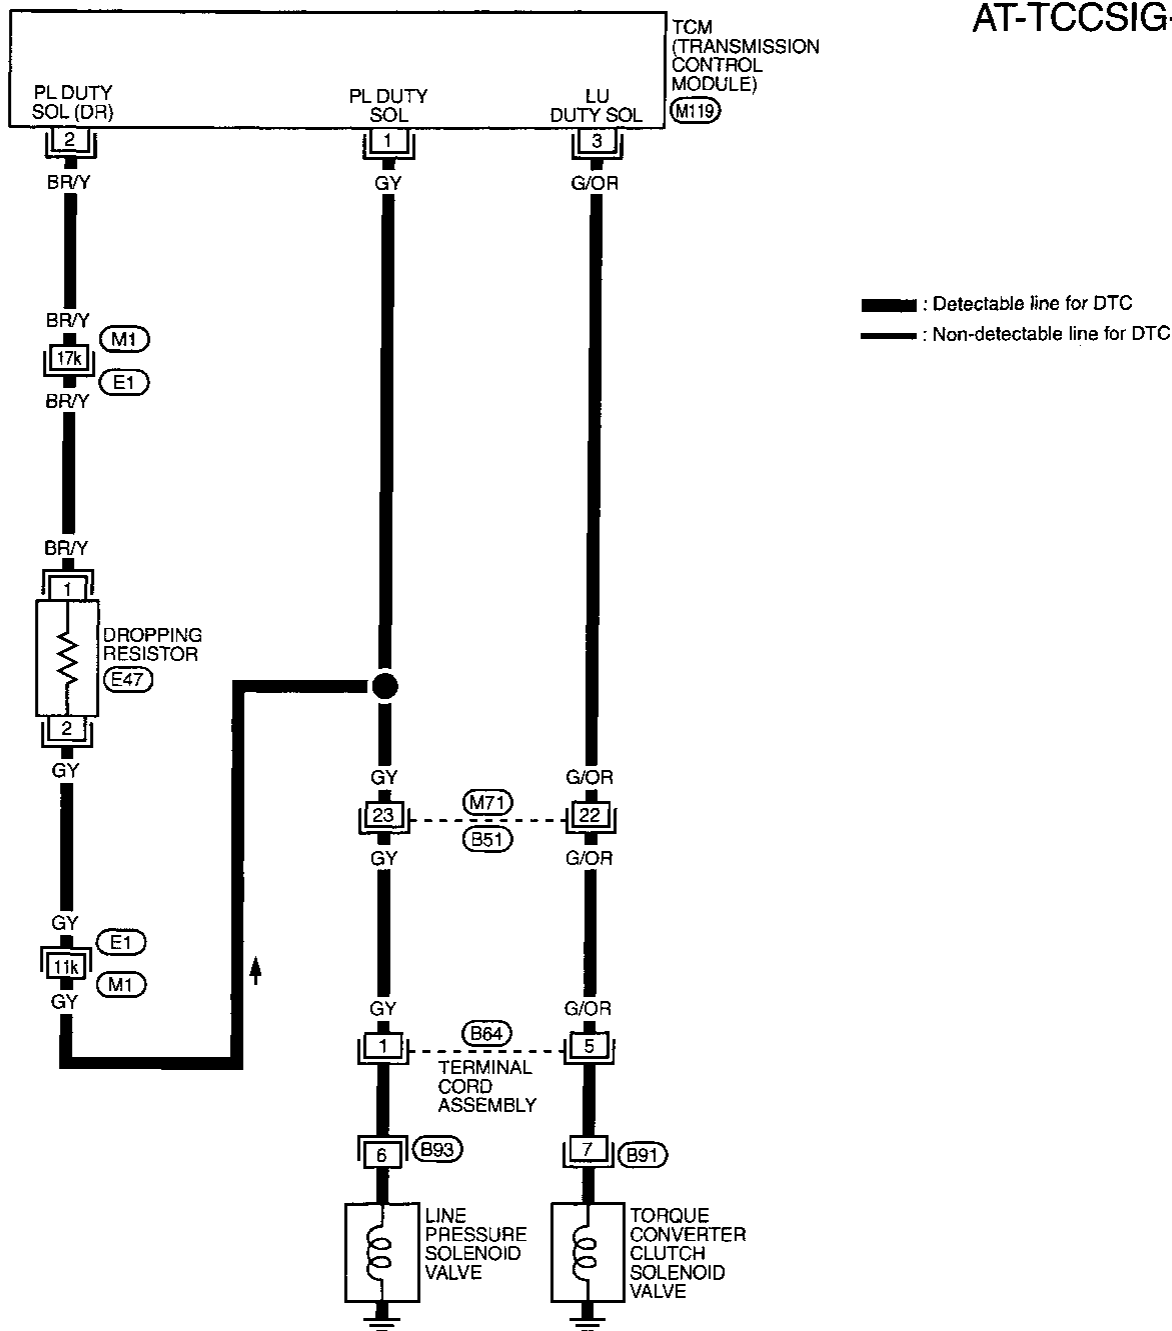 AT-TCCSIG-
TCM
(TRANSMISSION
CONTROL
MODULE)
M119
PL DUTY
SOL (DR)
PL DUTY
SOL
LU
DUTY SOL
2
1
3
BR/Y
GY
G/OR
: Detectable line for DTC
: Non-detectable line for DTC
BR/Y
M1
17k
E1
BR/Y
BR/Y
1
DROPPING
RESISTOR
E47
2
GY
GY
G/OR
M71
23
22
B51
GY
G/OR
GY
E1
11k
M1
GY
GY
G/OR
B64
1
5
TERMINAL
CORD
ASSEMBLY
6
B93
7
B91
LINE
PRESSURE
SOLENOID
VALVE
TORQUE
CONVERTER
CLUTCH
SOLENOID
VALVE